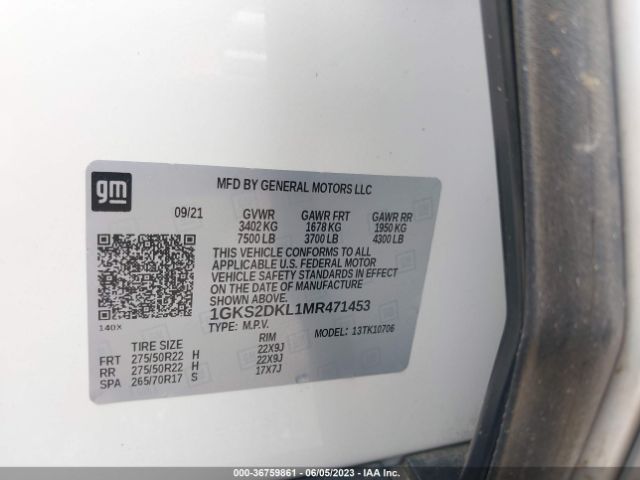 gm
MFD BY GENERAL MOTORS LLC
09/21 GVWR GAWR FRT GAWR RR
3402 KG 1678 KG 1950 KG
7500 LB 3700 LB 4300 LB
THIS VEHICLE CONFORMS TO ALL
APPLICABLE U.S. FEDERAL MOTOR
VEHICLE SAFETY STANDARDS IN EFFECT
ON THE DATE OF MANUFACTURE
SHOWN ABOVE.
1GKS2DKL1MR471453
140X TYPE: M.P.V. MODEL: 13TK10706
TIRE SIZE RIM
FRT 275/50R22 H 22X9J
RR 275/50R22 H 22X9J
SPA 265/70R17 S 17X7J
000-36759861 - 06/05/2023 - IAA Inc.